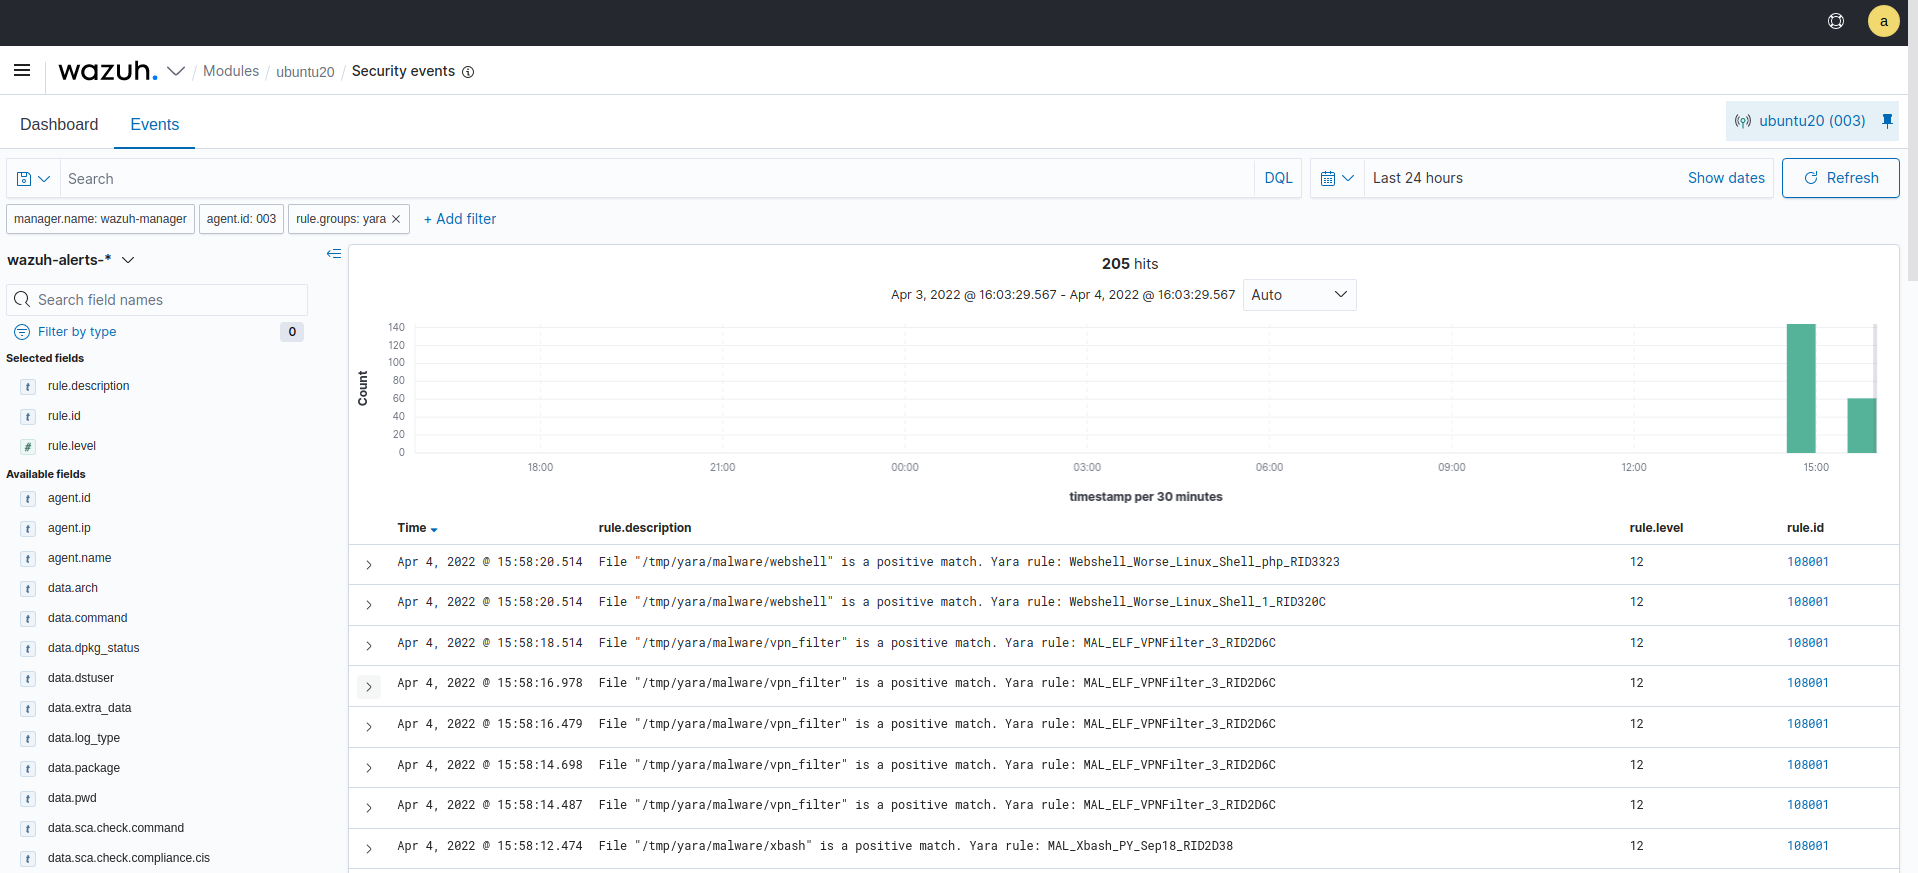 a
wazuh. / Modules / ubuntu20 / Security events
Dashboard Events
ubuntu20 (003)
Search DQL Last 24 hours Show dates Refresh
manager.name: wazuh-manager agent.id: 003 rule.groups: yara × + Add filter
wazuh-alerts-*
Search field names
Filter by type 0
Selected fields
t rule.description
t rule.id
# rule.level
Available fields
t agent.id
t agent.ip
t agent.name
t data.arch
t data.command
t data.dpkg_status
t data.dstuser
t data.extra_data
t data.log_type
t data.package
t data.pwd
t data.sca.check.command
t data.sca.check.compliance.cis
205 hits
Apr 3, 2022 @ 16:03:29.567 - Apr 4, 2022 @ 16:03:29.567 Auto
Count
140
120
100
80
60
40
20
0
18:00 21:00 00:00 03:00 06:00 09:00 12:00 15:00
timestamp per 30 minutes
Time rule.description rule.level rule.id
Apr 4, 2022 @ 15:58:20.514 File "/tmp/yara/malware/webshell" is a positive match. Yara rule: Webshell_Worse_Linux_Shell_php_RID3323 12 108001
Apr 4, 2022 @ 15:58:20.514 File "/tmp/yara/malware/webshell" is a positive match. Yara rule: Webshell_Worse_Linux_Shell_1_RID320C 12 108001
Apr 4, 2022 @ 15:58:18.514 File "/tmp/yara/malware/vpn_filter" is a positive match. Yara rule: MAL_ELF_VPNFilter_3_RID2D6C 12 108001
Apr 4, 2022 @ 15:58:16.978 File "/tmp/yara/malware/vpn_filter" is a positive match. Yara rule: MAL_ELF_VPNFilter_3_RID2D6C 12 108001
Apr 4, 2022 @ 15:58:16.479 File "/tmp/yara/malware/vpn_filter" is a positive match. Yara rule: MAL_ELF_VPNFilter_3_RID2D6C 12 108001
Apr 4, 2022 @ 15:58:14.698 File "/tmp/yara/malware/vpn_filter" is a positive match. Yara rule: MAL_ELF_VPNFilter_3_RID2D6C 12 108001
Apr 4, 2022 @ 15:58:14.487 File "/tmp/yara/malware/vpn_filter" is a positive match. Yara rule: MAL_ELF_VPNFilter_3_RID2D6C 12 108001
Apr 4, 2022 @ 15:58:12.474 File "/tmp/yara/malware/xbash" is a positive match. Yara rule: MAL_Xbash_PY_Sep18_RID2D38 12 108001